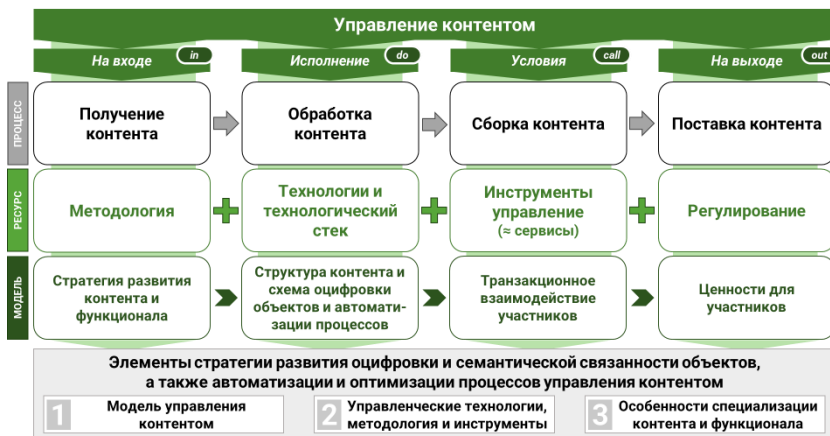 Управление контентом
На входе
in
Исполнение
do
Условия
call
На выходе
out
ПРОЦЕСС
Получение
контента
Обработка
контента
Сборка контента
Поставка контента
РЕСУРС
Методология
Технологии и
технологический
стек
Инструменты
управление
(≈ сервисы)
Регулирование
МОДЕЛЬ
Стратегия развития
контента и
функционала
Структура контента и
схема оцифровки
объектов и автомати-
зации процессов
Транзакционное
взаимодействие
участников
Ценности для
участников
Элементы стратегии развития оцифровки и семантической связанности объектов,
а также автоматизации и оптимизации процессов управления контентом
1
Модель управления
контентом
2
Управленческие технологии,
методология и инструменты
3
Особенности специализации
контента и функционала